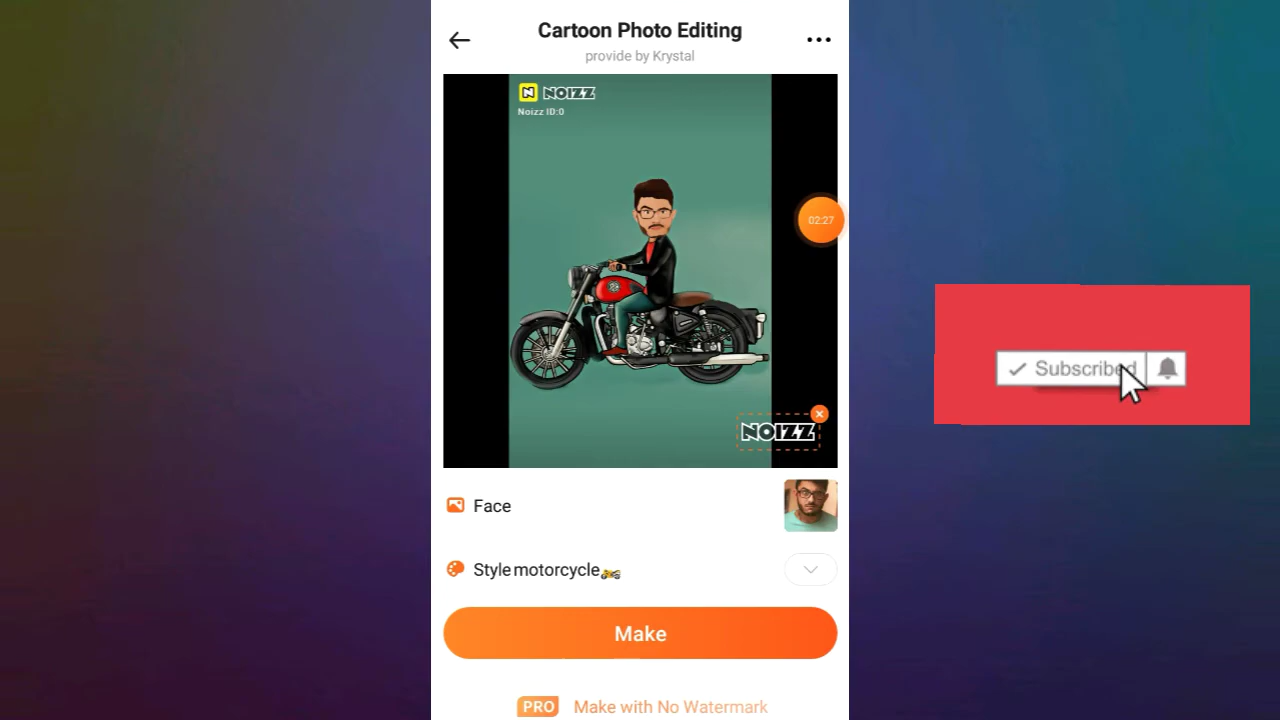 Cartoon Photo Editing
provide by Krystal
N NOIZZ
Noizz ID:0
02:27
NOIZZ
Face
Style motorcycle
Make
PRO Make with No Watermark
Subscribed